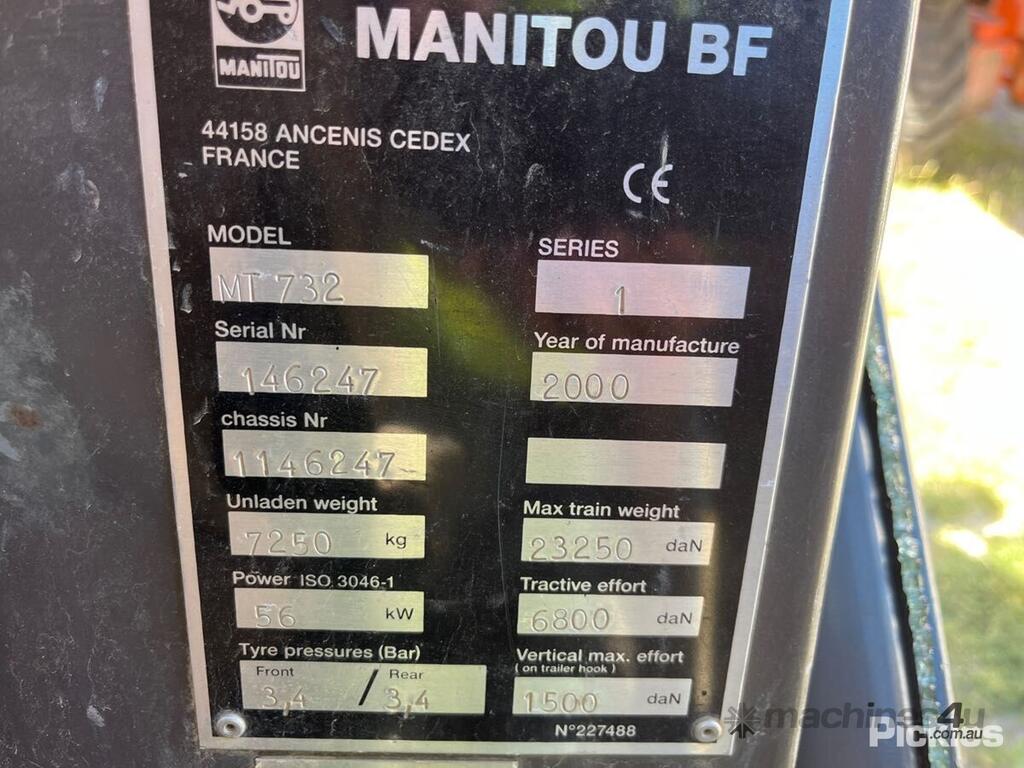 MANITOU
MANITOU BF
44158 ANCENIS CEDEX
FRANCE
CE
MODEL
MT 732
SERIES
1
Serial Nr
146247
Year of manufacture
2000
chassis Nr
1146247
Unladen weight
7250 kg
Max train weight
23250 daN
Power ISO 3046-1
56 kW
Tractive effort
6800 daN
Tyre pressures (Bar)
Front / Rear
3,4 3,4
Vertical max. effort
(on trailer hook)
1500 daN
N°227488
machines4u
.com.au
Pickles